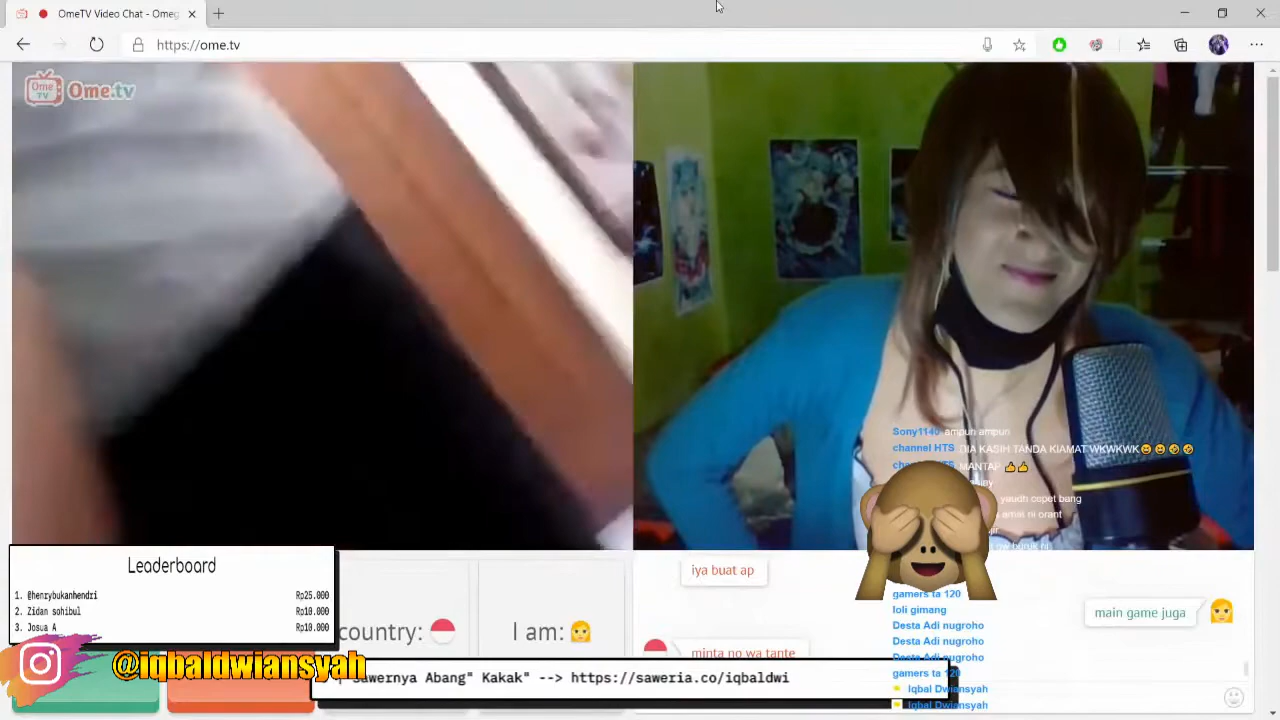 OmeTV Video Chat - Omeg
https://ome.tv
Ome TV Ome.tv
Sony1140 ampun ampun
channel HTS DIA KASIH TANDA KIAMAT WKWKWK
MANTAP
yaudh cepet bang
iya buat ap
gamers ta 120
loli gimang
Desta Adi nugroho
Desta Adi nugroho
Desta Adi nugroho
gamers ta 120
Iqbal Dwiansyah
Iqbal Dwiansyah
main game juga
minta no wa tante
country:
I am:
Leaderboard
1. @henzybukanhendzi Rp25.000
2. Zidan sohibul Rp10.000
3. Josua A Rp10.000
@iqbaldwiansyah
Sawernya Abang" Kakak" --> https://saweria.co/iqbaldwi